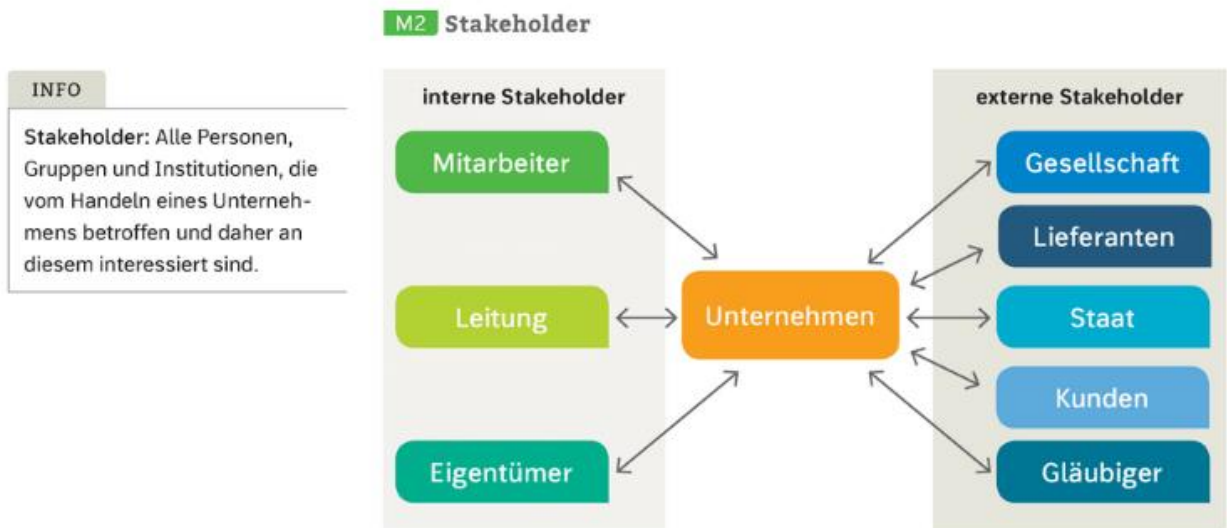 M2 Stakeholder
INFO
Stakeholder: Alle Personen,
Gruppen und Institutionen, die
vom Handeln eines Unterneh-
mens betroffen und daher an
diesem interessiert sind.
interne Stakeholder
Mitarbeiter
Leitung
Eigentümer
Unternehmen
externe Stakeholder
Gesellschaft
Lieferanten
Staat
Kunden
Gläubiger